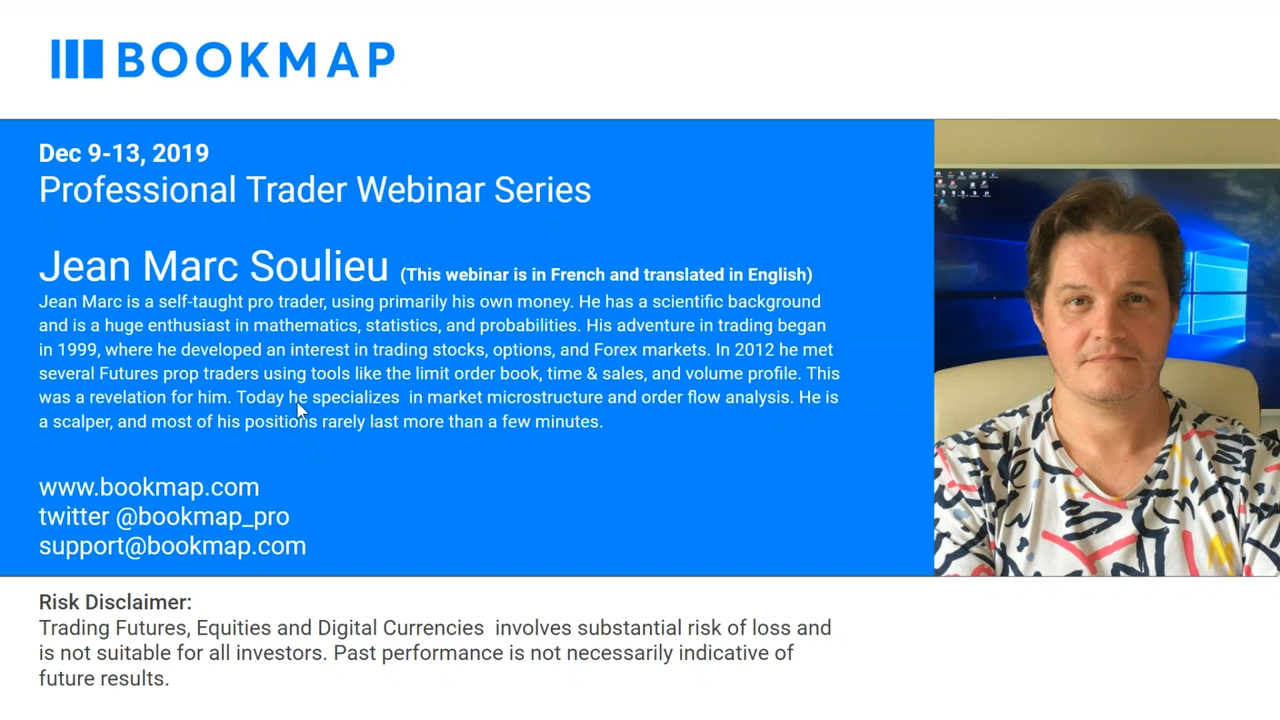 BOOKMAP
Dec 9-13, 2019
Professional Trader Webinar Series
Jean Marc Soulieu (This webinar is in French and translated in English)
Jean Marc is a self-taught pro trader, using primarily his own money. He has a scientific background
and is a huge enthusiast in mathematics, statistics, and probabilities. His adventure in trading began
in 1999, where he developed an interest in trading stocks, options, and Forex markets. In 2012 he met
several Futures prop traders using tools like the limit order book, time & sales, and volume profile. This
was a revelation for him. Today he specializes in market microstructure and order flow analysis. He is
a scalper, and most of his positions rarely last more than a few minutes.
www.bookmap.com
twitter @bookmap_pro
support@bookmap.com
Risk Disclaimer:
Trading Futures, Equities and Digital Currencies involves substantial risk of loss and
is not suitable for all investors. Past performance is not necessarily indicative of
future results.